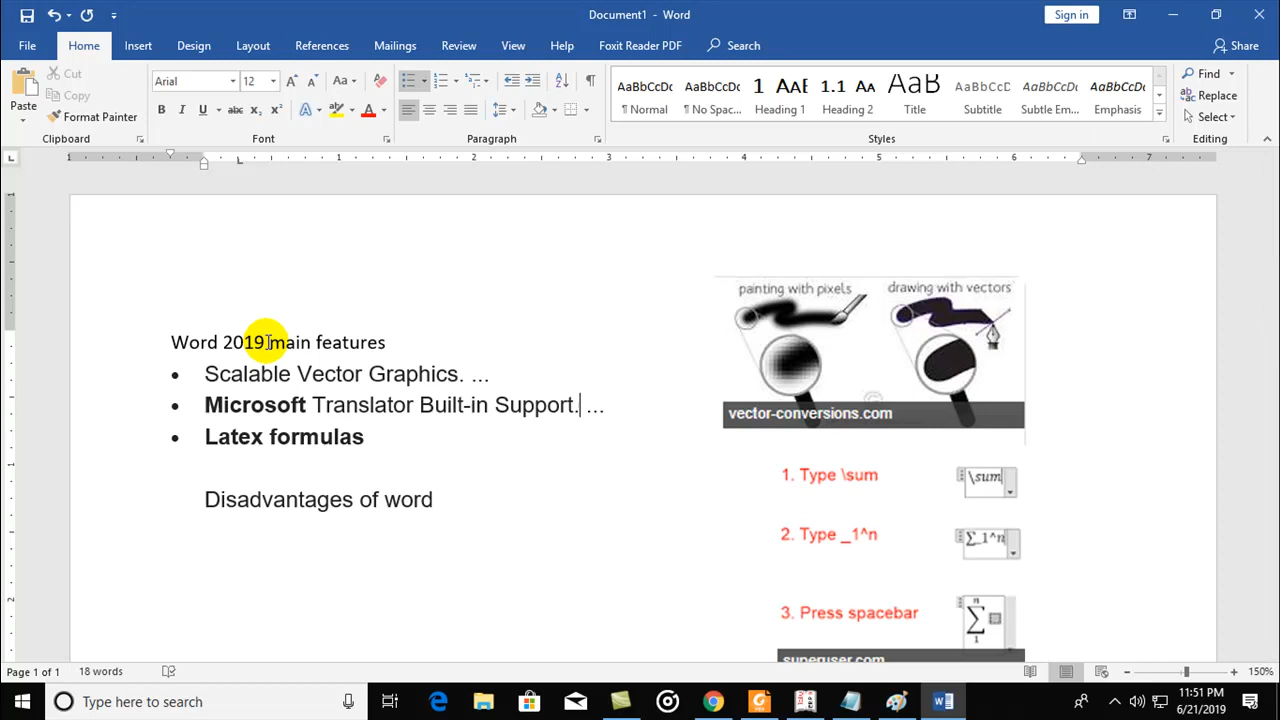 Document1 - Word
Sign in
File Home Insert Design Layout References Mailings Review View Help Foxit Reader PDF Search Share
Paste
Cut
Copy
Format Painter
Clipboard
Arial 12
Font
Paragraph
AaBbCcDc AaBbCcDc 1 AAE 1.1 AA AaB AaBbCcDc AaBbCcDc AaBbCcDc
¶ Normal ¶ No Spac... Heading 1 Heading 2 Title Subtitle Subtle Em... Emphasis
Styles
Find
Replace
Select
Editing
painting with pixels drawing with vectors
vector-conversions.com
Word 2019 main features
• Scalable Vector Graphics. ...
• Microsoft Translator Built-in Support. ...
• Latex formulas
Disadvantages of word
1. Type \sum \sum
2. Type _1^n ∑_1^n
3. Press spacebar n ∑ 1
superuser.com
Page 1 of 1 18 words 150%
Type here to search
11:51 PM
6/21/2019